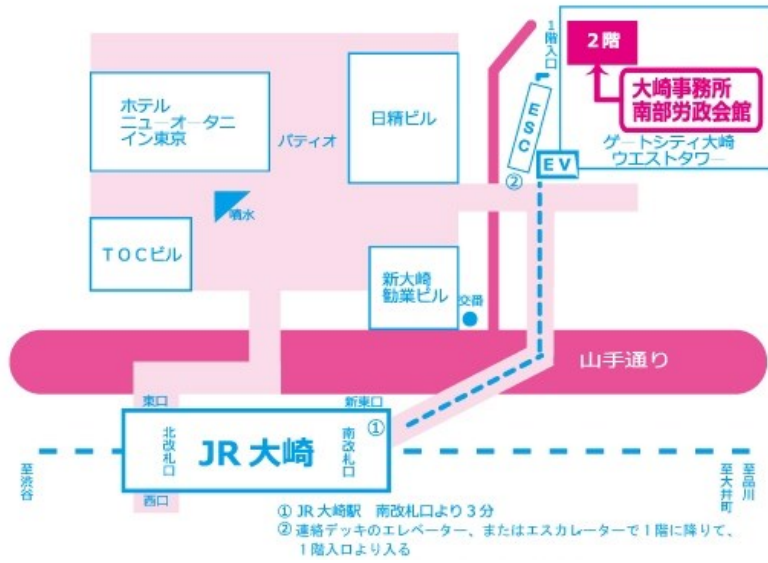 1階入口
2階
大崎事務所
南部労政会館
ホテル
ニューオータニ
イン東京
パティオ
日精ビル
ESC
ゲートシティ大崎
ウエストタワー
EV
②
噴水
TOCビル
新大崎
勧業ビル
交番
山手通り
東口
新東口
北改札口
JR 大崎
南改札口
①
至渋谷
至品川
至大井町
西口
① JR 大崎駅 南改札口より3分
② 連絡デッキのエレベーター、またはエスカレーターで1階に降りて、
1階入口より入る